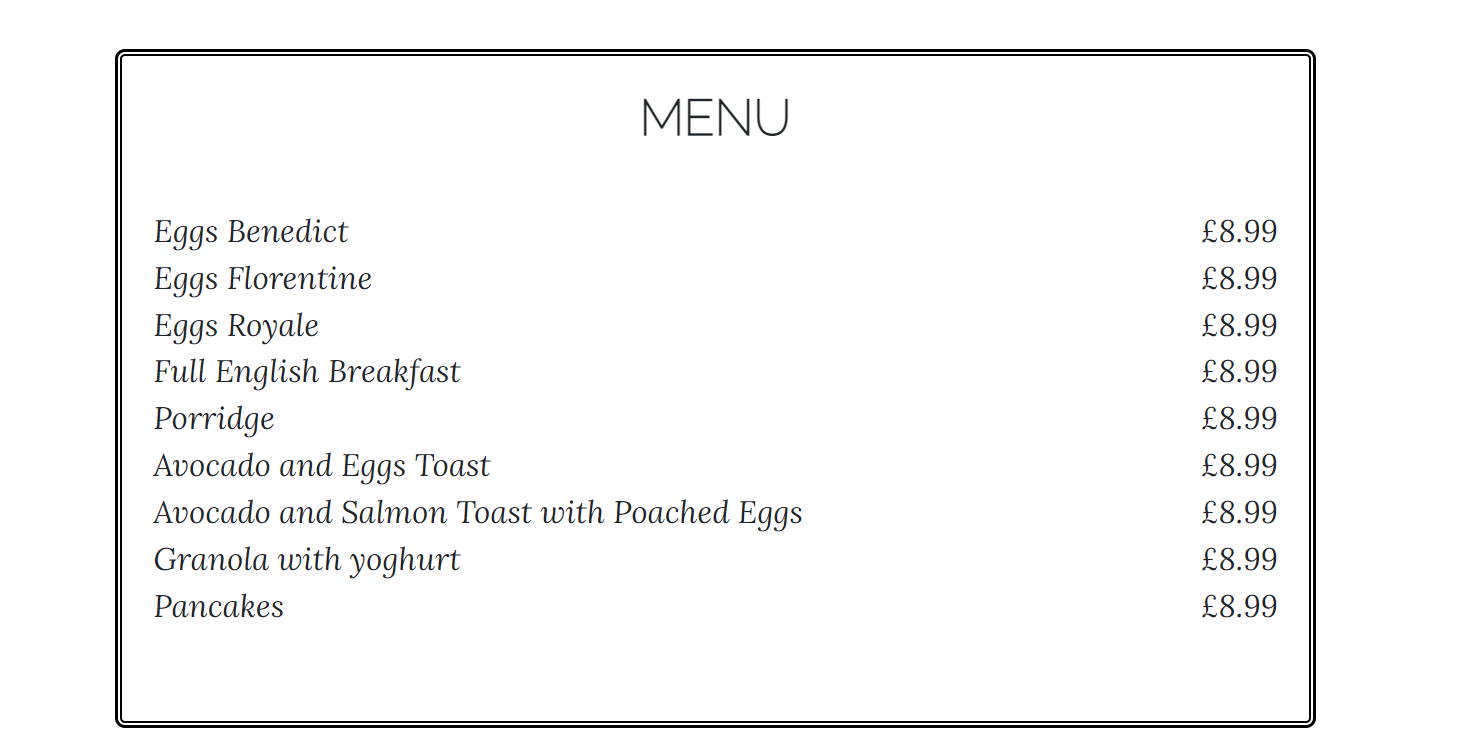 MENU
Eggs Benedict £8.99
Eggs Florentine £8.99
Eggs Royale £8.99
Full English Breakfast £8.99
Porridge £8.99
Avocado and Eggs Toast £8.99
Avocado and Salmon Toast with Poached Eggs £8.99
Granola with yoghurt £8.99
Pancakes £8.99